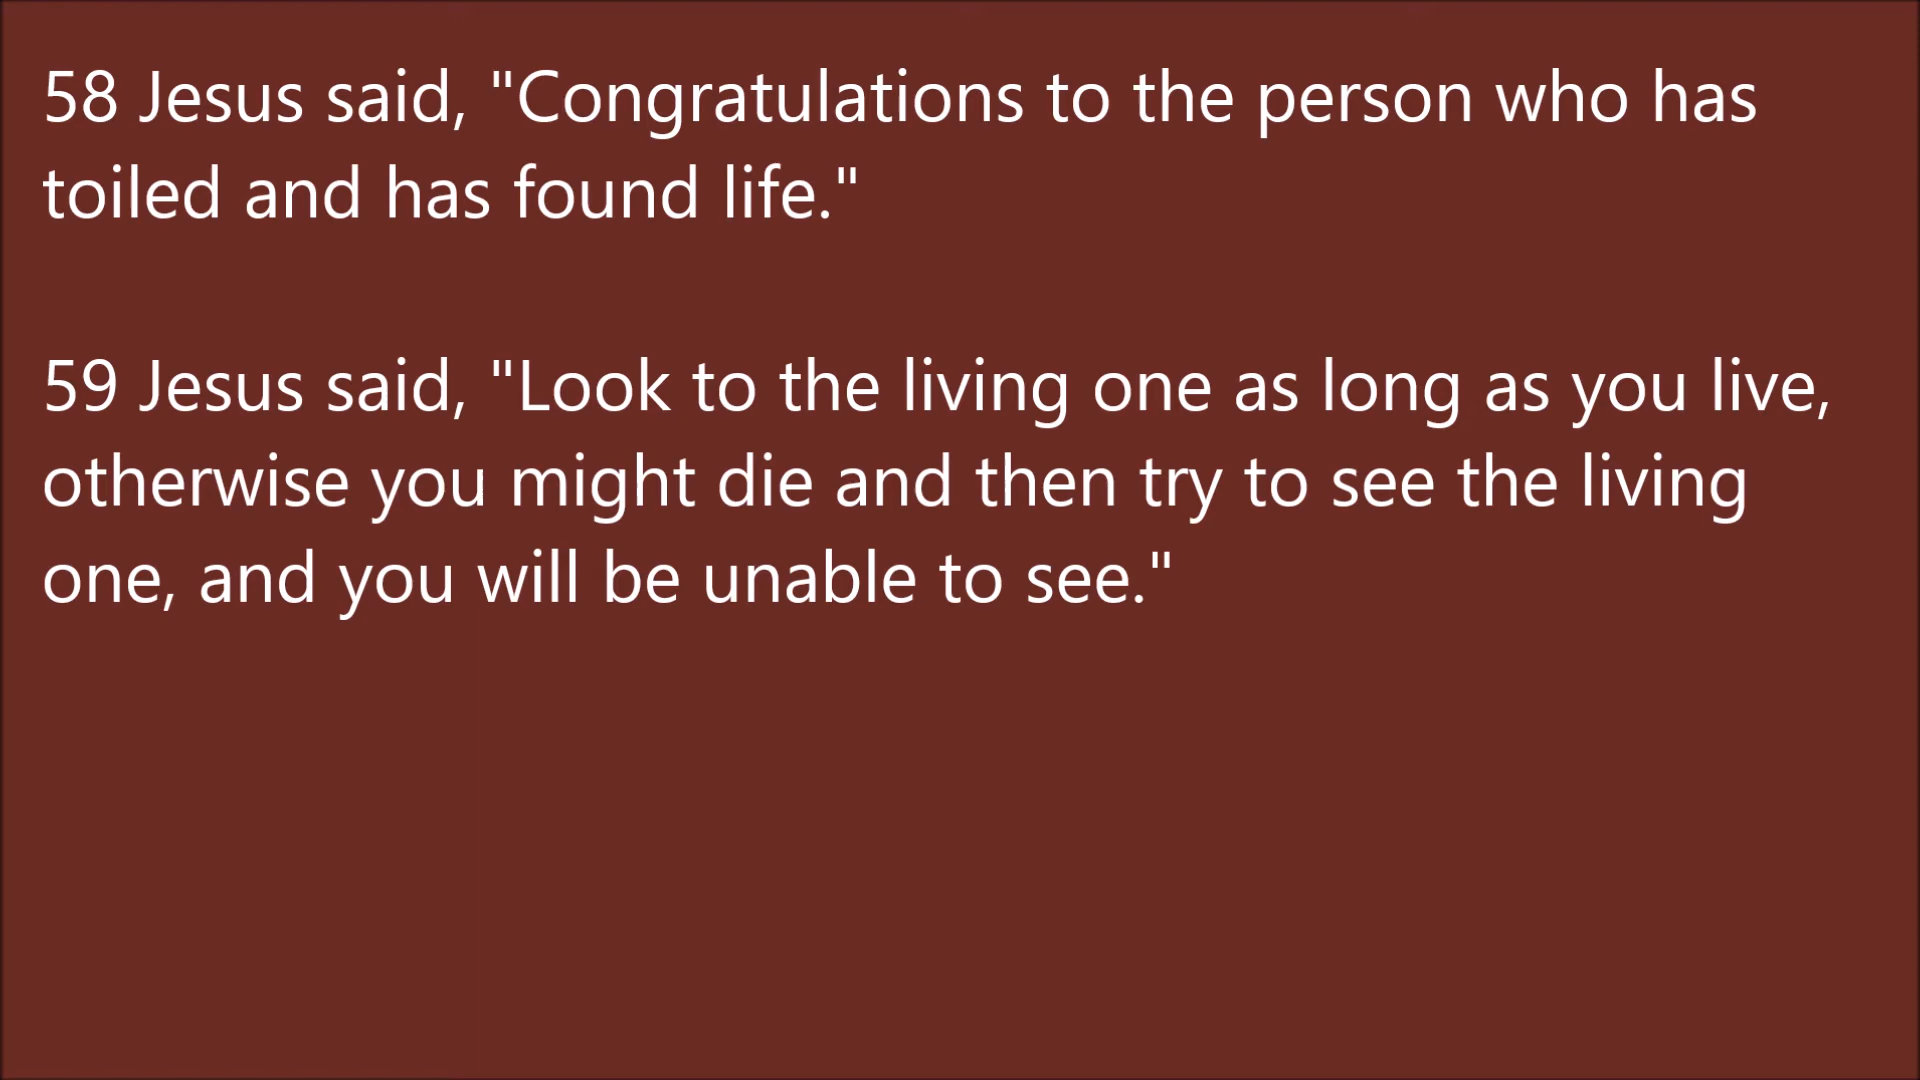 58 Jesus said, "Congratulations to the person who has
toiled and has found life."
59 Jesus said, "Look to the living one as long as you live,
otherwise you might die and then try to see the living
one, and you will be unable to see."